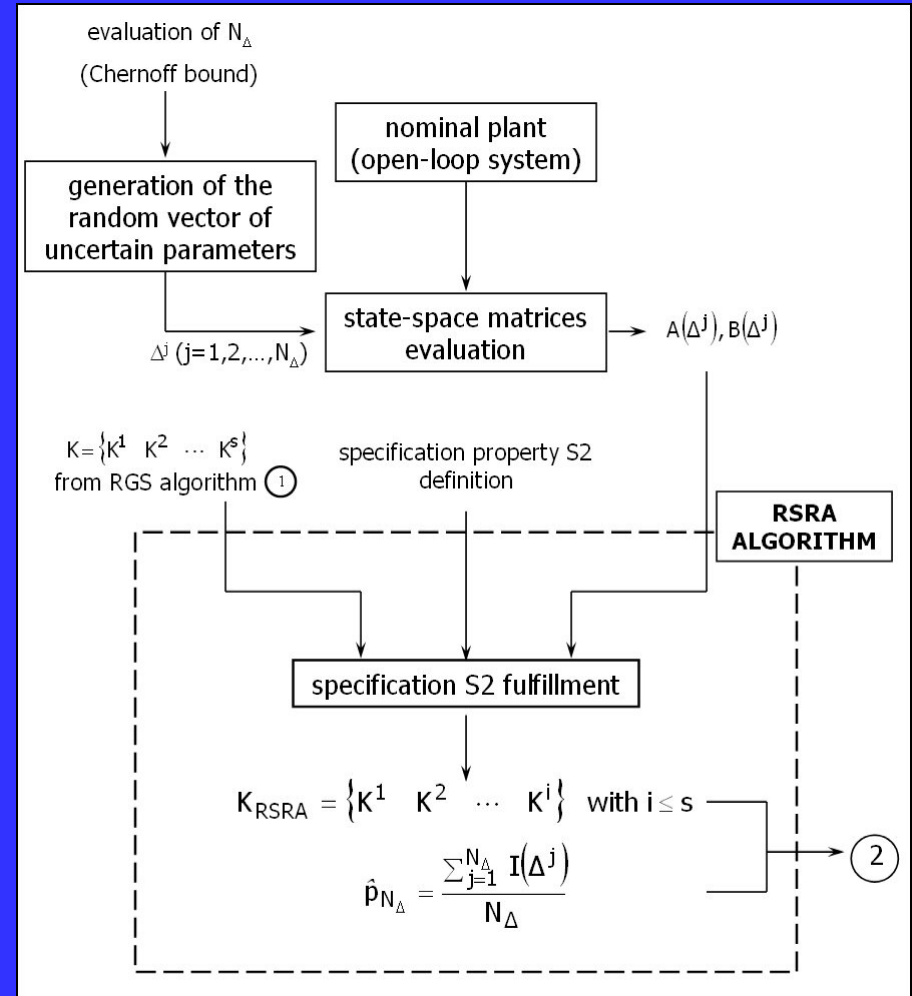 evaluation of N_Δ
(Chernoff bound)
nominal plant
(open-loop system)
generation of the
random vector of
uncertain parameters
state-space matrices
evaluation
Δ^j (j=1,2,...,N_Δ)
A(Δ^j), B(Δ^j)
K={K^1 K^2 ⋯ K^s}
from RGS algorithm 1
specification property S2
definition
RSRA
ALGORITHM
specification S2 fulfillment
K_RSRA = {K^1 K^2 ⋯ K^i} with i ≤ s
p̂_{N_Δ} = \frac{∑_{j=1}^{N_Δ} I(Δ^j)}{N_Δ}
2